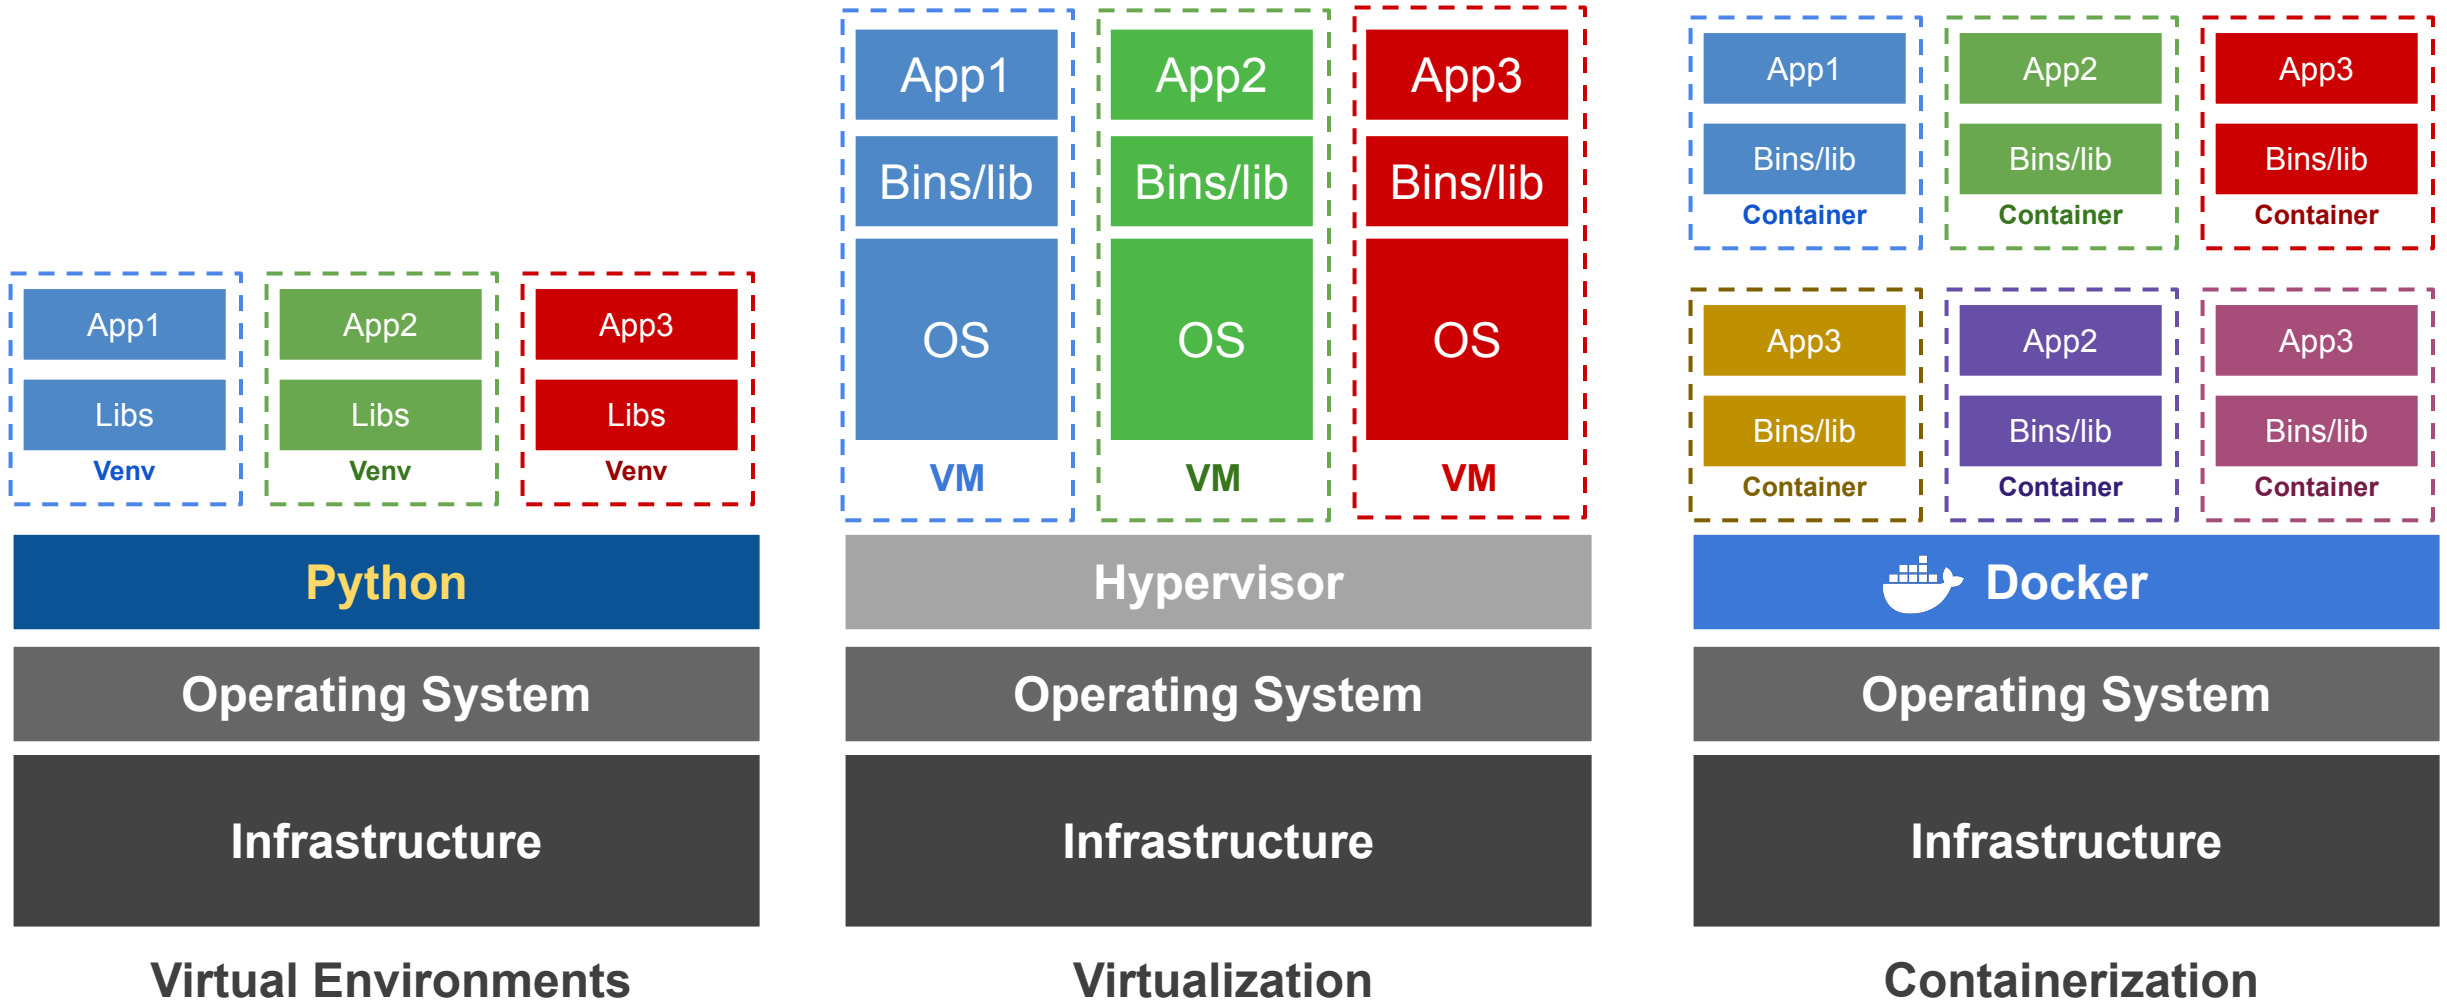 App1
Libs
Venv
App2
Libs
Venv
App3
Libs
Venv
Python
Operating System
Infrastructure
Virtual Environments
App1
Bins/lib
OS
VM
App2
Bins/lib
OS
VM
App3
Bins/lib
OS
VM
Hypervisor
Operating System
Infrastructure
Virtualization
App1
Bins/lib
Container
App2
Bins/lib
Container
App3
Bins/lib
Container
App3
Bins/lib
Container
App2
Bins/lib
Container
App3
Bins/lib
Container
Docker
Operating System
Infrastructure
Containerization